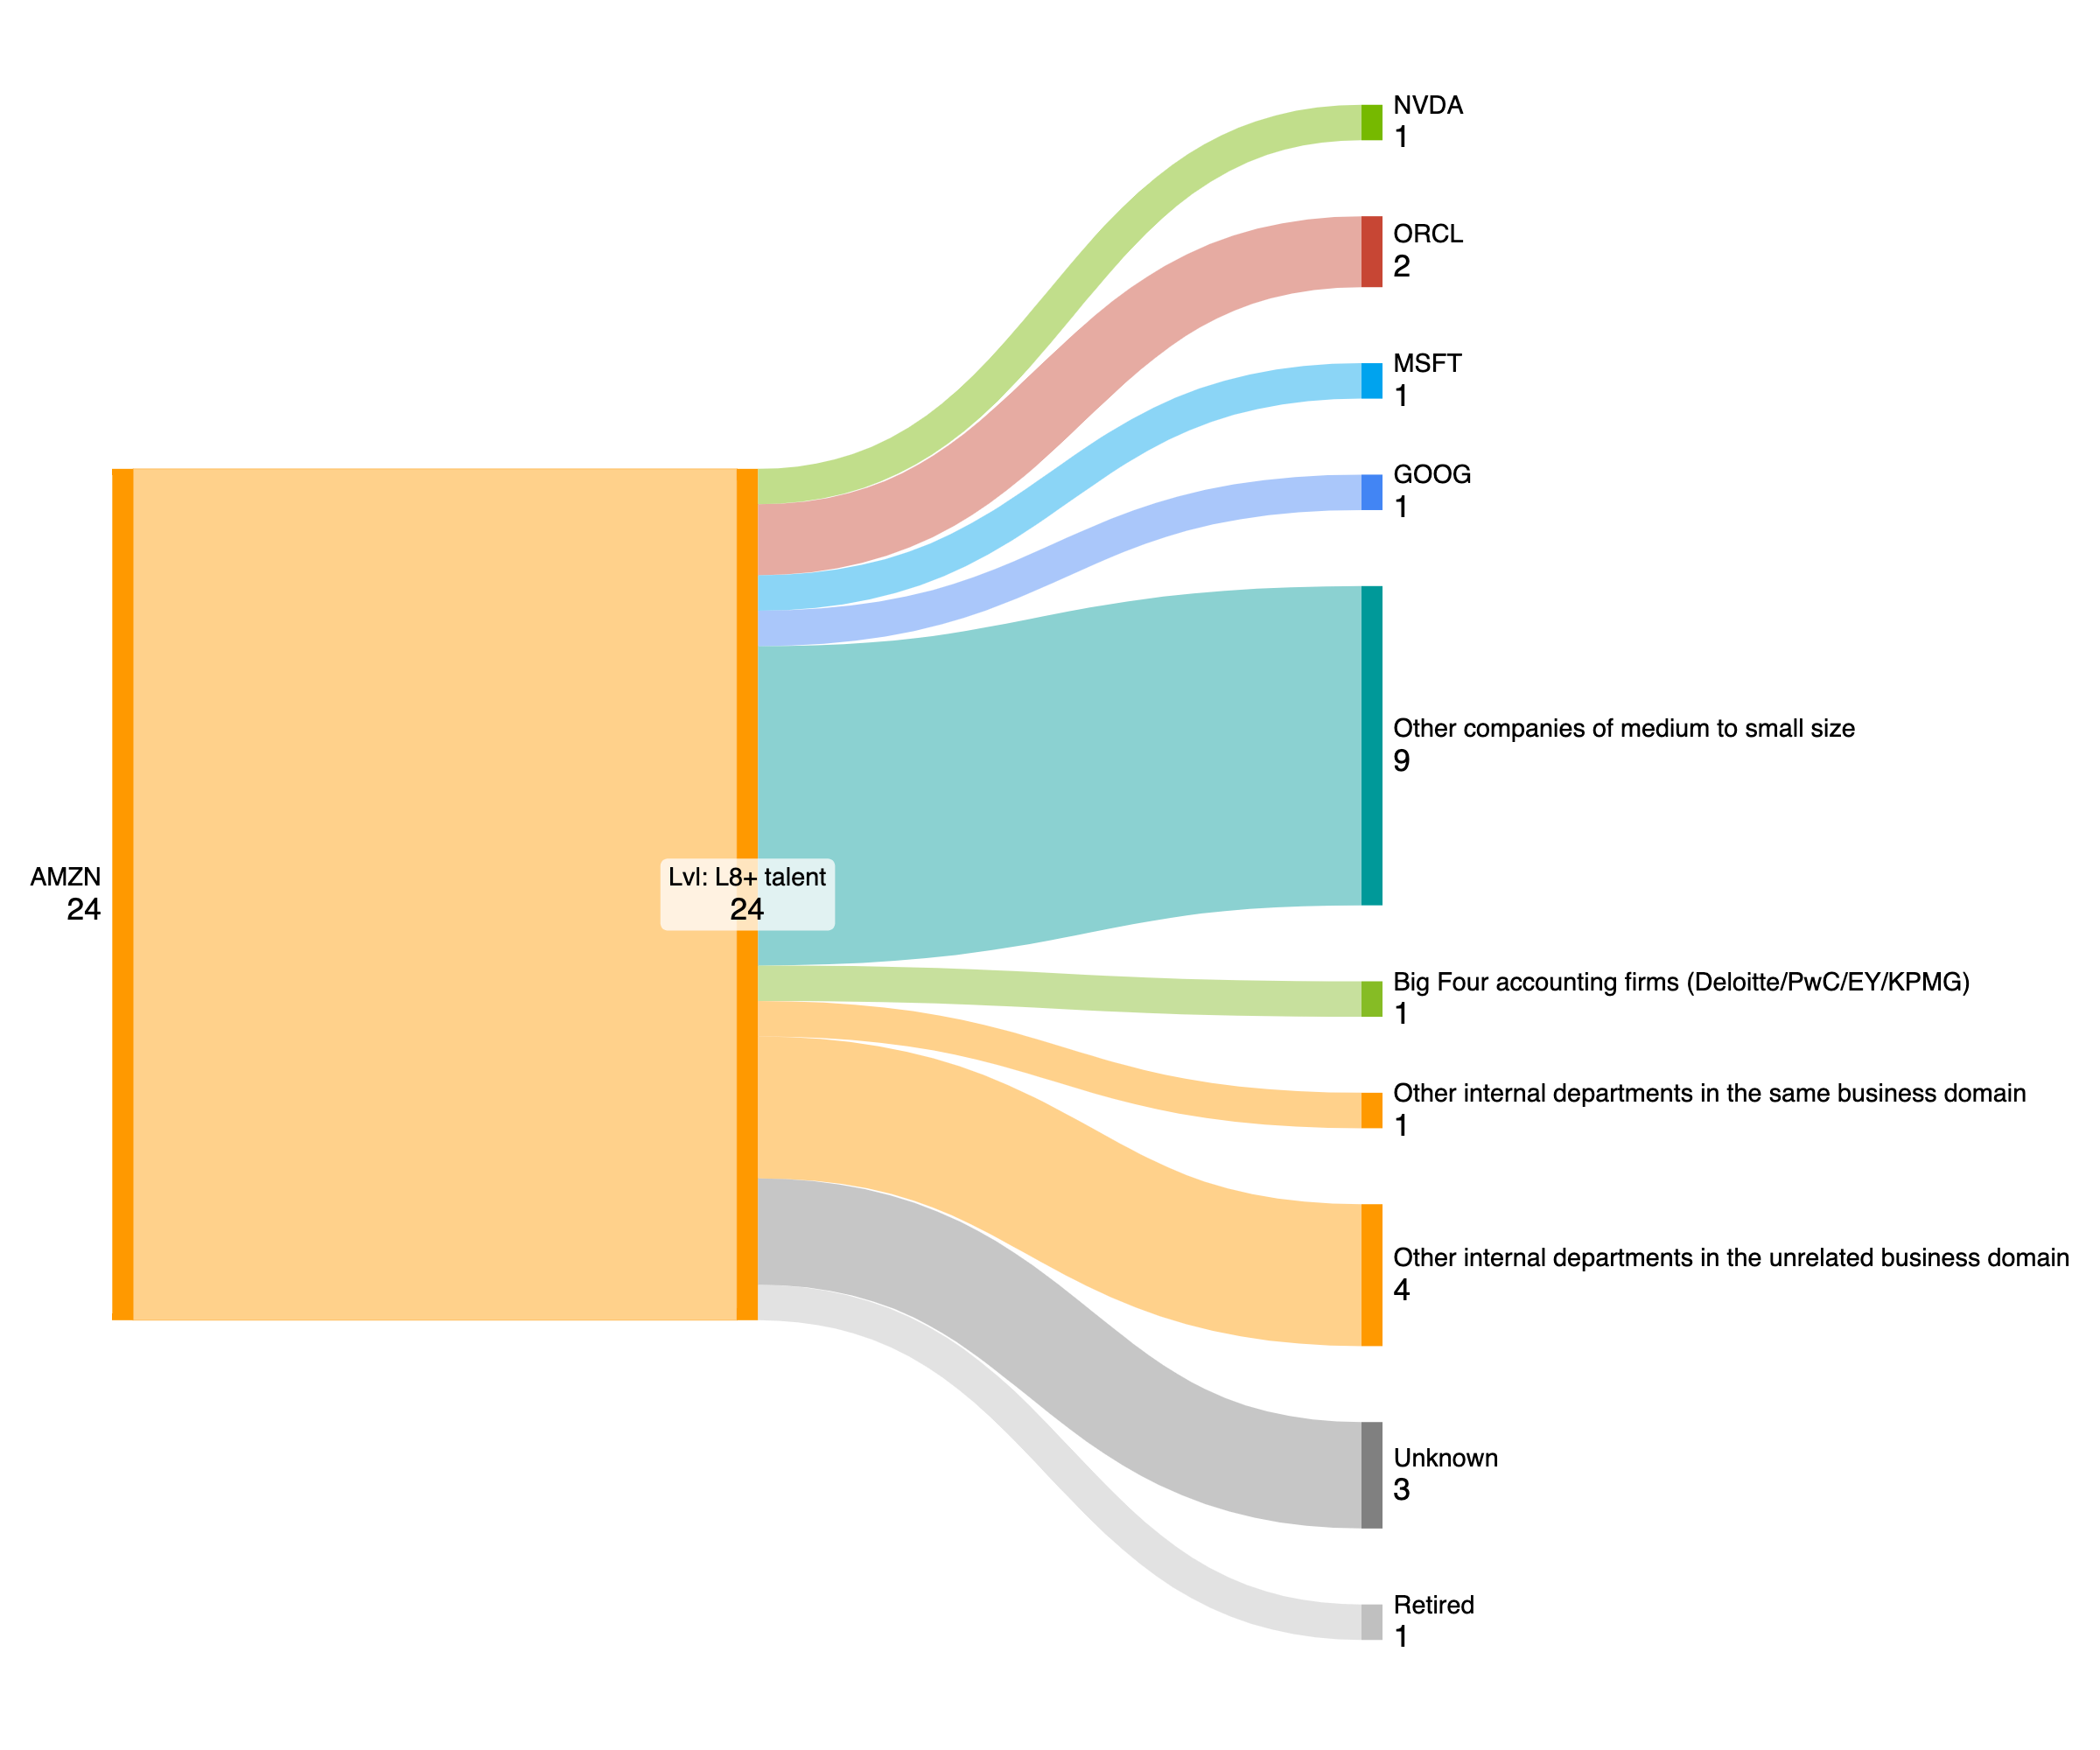 AMZN
24
Lvl: L8+ talent
24
NVDA
1
ORCL
2
MSFT
1
GOOG
1
Other companies of medium to small size
9
Big Four accounting firms (Deloitte/PwC/EY/KPMG)
1
Other internal departments in the same business domain
1
Other internal departments in the unrelated business domain
4
Unknown
3
Retired
1